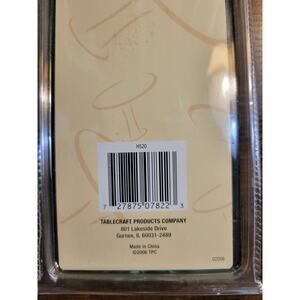 H520
7 27875 07822 3
TABLECRAFT PRODUCTS COMPANY
801 Lakeside Drive
Gurnee, IL 60031-2489
Made in China
©2006 TPC